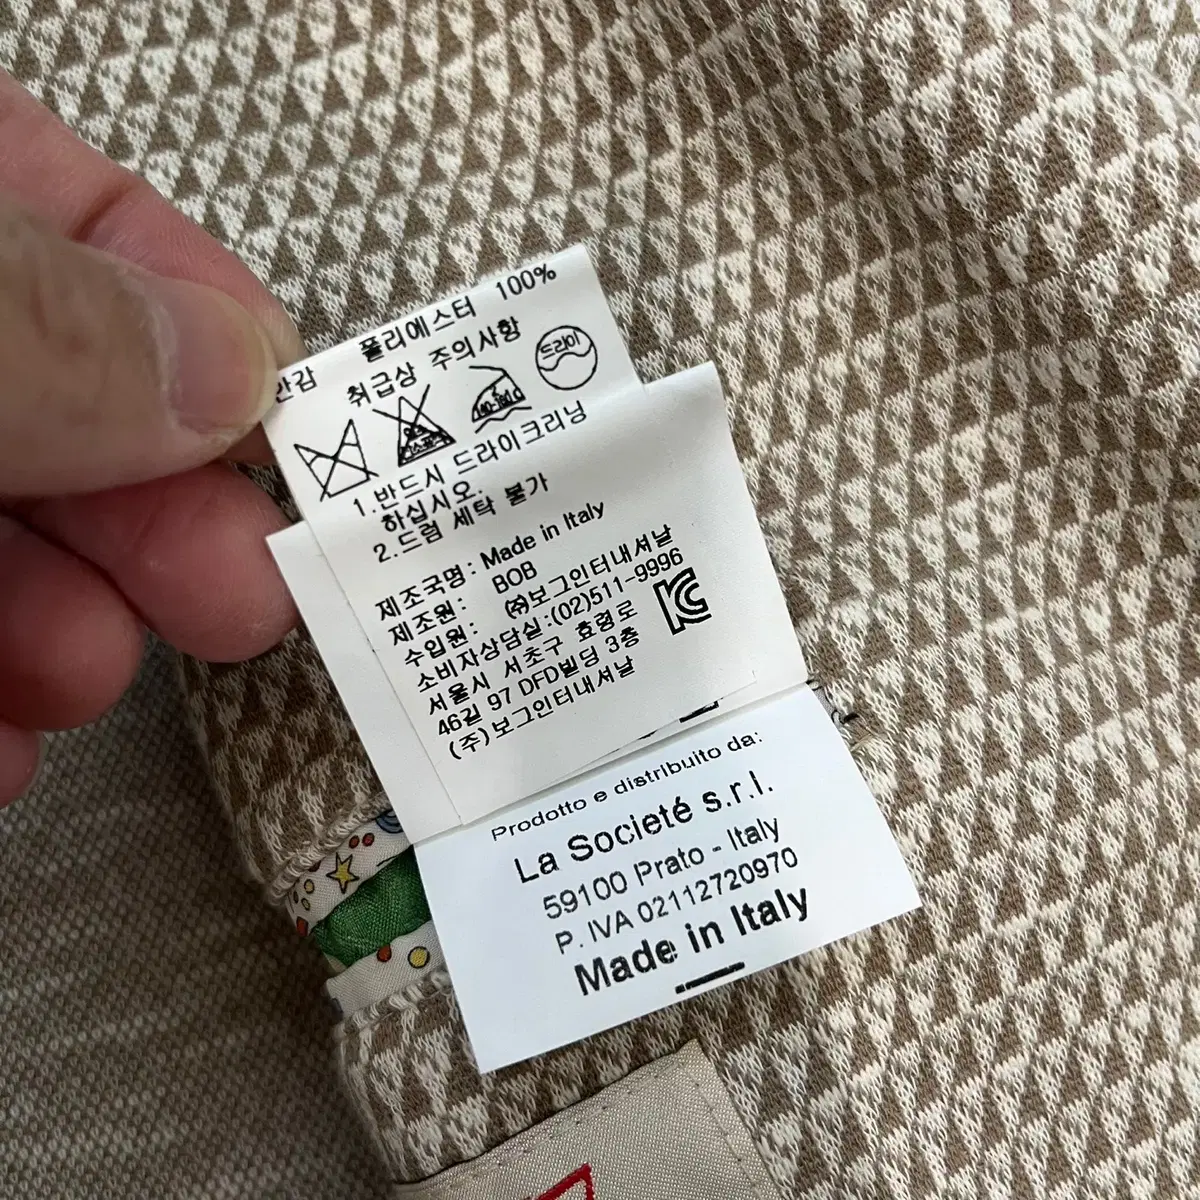 폴리에스터 100%
안감
취급상 주의사항
드라이
140-160℃
1.반드시 드라이크리닝
하십시오.
2.드럼 세탁 불가
제조국명: Made in Italy
제조원: BOB
수입원: ㈜보그인터내셔날
소비자상담실:(02)511-9996
서울시 서초구 효령로
46길 97 DFD빌딩 3층
(주)보그인터내셔날
Prodotto e distribuito da:
La Societé s.r.l.
59100 Prato - Italy
P. IVA 02112720970
Made in Italy